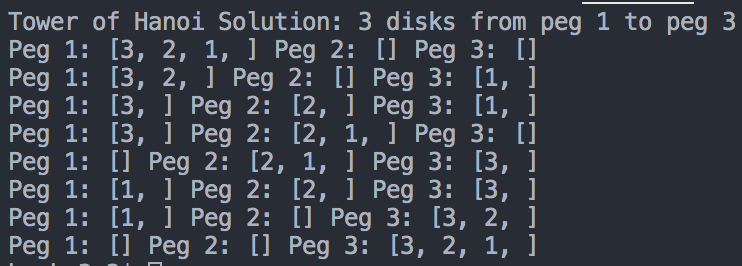 Tower of Hanoi Solution: 3 disks from peg 1 to peg 3
Peg 1: [3, 2, 1, ] Peg 2: [] Peg 3: []
Peg 1: [3, 2, ] Peg 2: [] Peg 3: [1, ]
Peg 1: [3, ] Peg 2: [2, ] Peg 3: [1, ]
Peg 1: [3, ] Peg 2: [2, 1, ] Peg 3: []
Peg 1: [] Peg 2: [2, 1, ] Peg 3: [3, ]
Peg 1: [1, ] Peg 2: [2, ] Peg 3: [3, ]
Peg 1: [1, ] Peg 2: [] Peg 3: [3, 2, ]
Peg 1: [] Peg 2: [] Peg 3: [3, 2, 1, ]